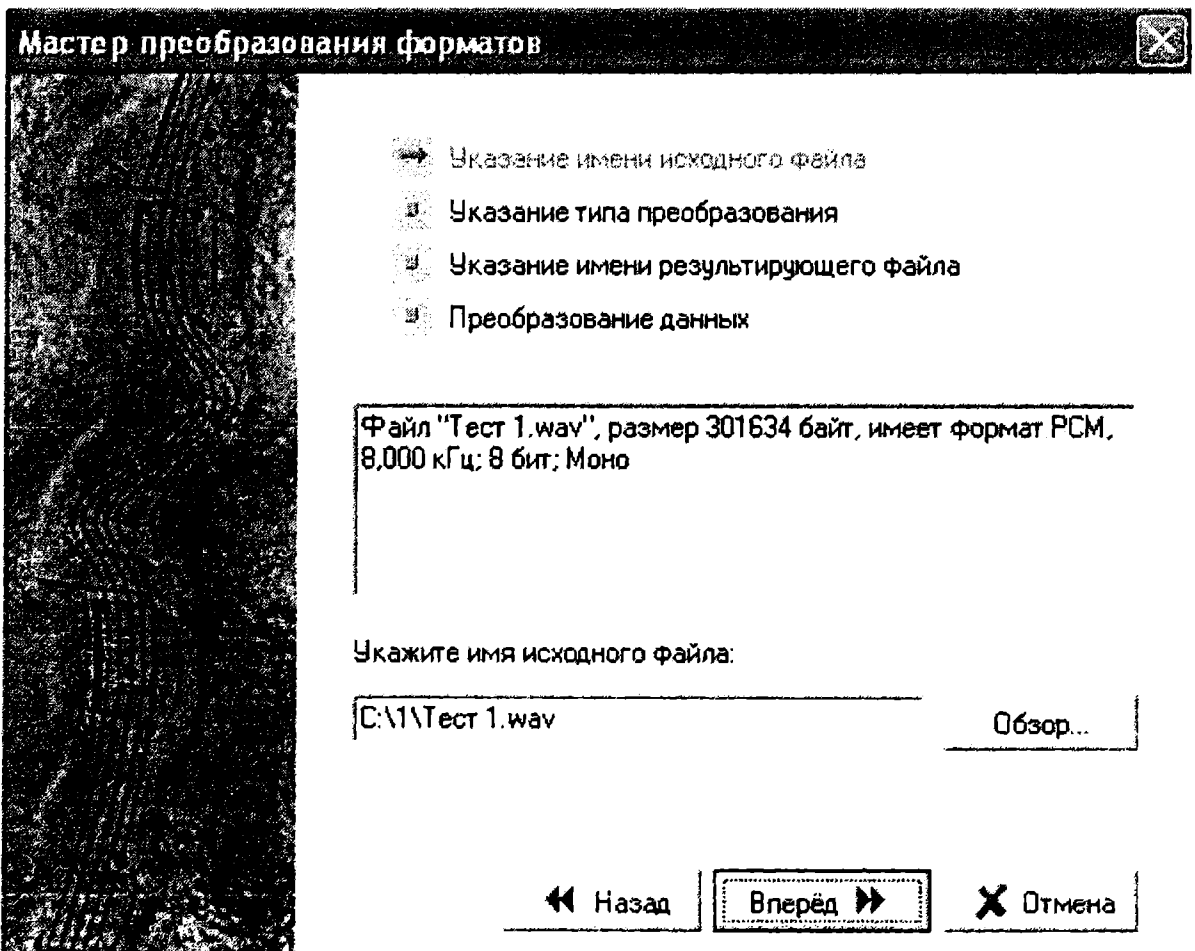 Мастер преобразования форматов
Указание имени исходного файла
Указание типа преобразования
Указание имени результирующего файла
Преобразование данных
Файл "Тест 1.wav", размер 301634 байт, имеет формат PCM,
8,000 кГц; 8 бит; Моно
Укажите имя исходного файла:
C:\1\Тест 1.wav
Обзор...
Назад
Вперёд
Отмена